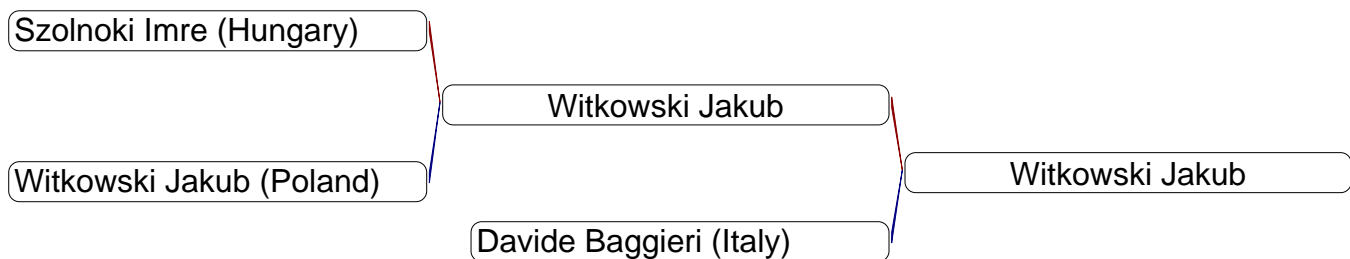 Szolnoki Imre (Hungary)
Witkowski Jakub
Witkowski Jakub (Poland)
Witkowski Jakub
Davide Baggieri (Italy)